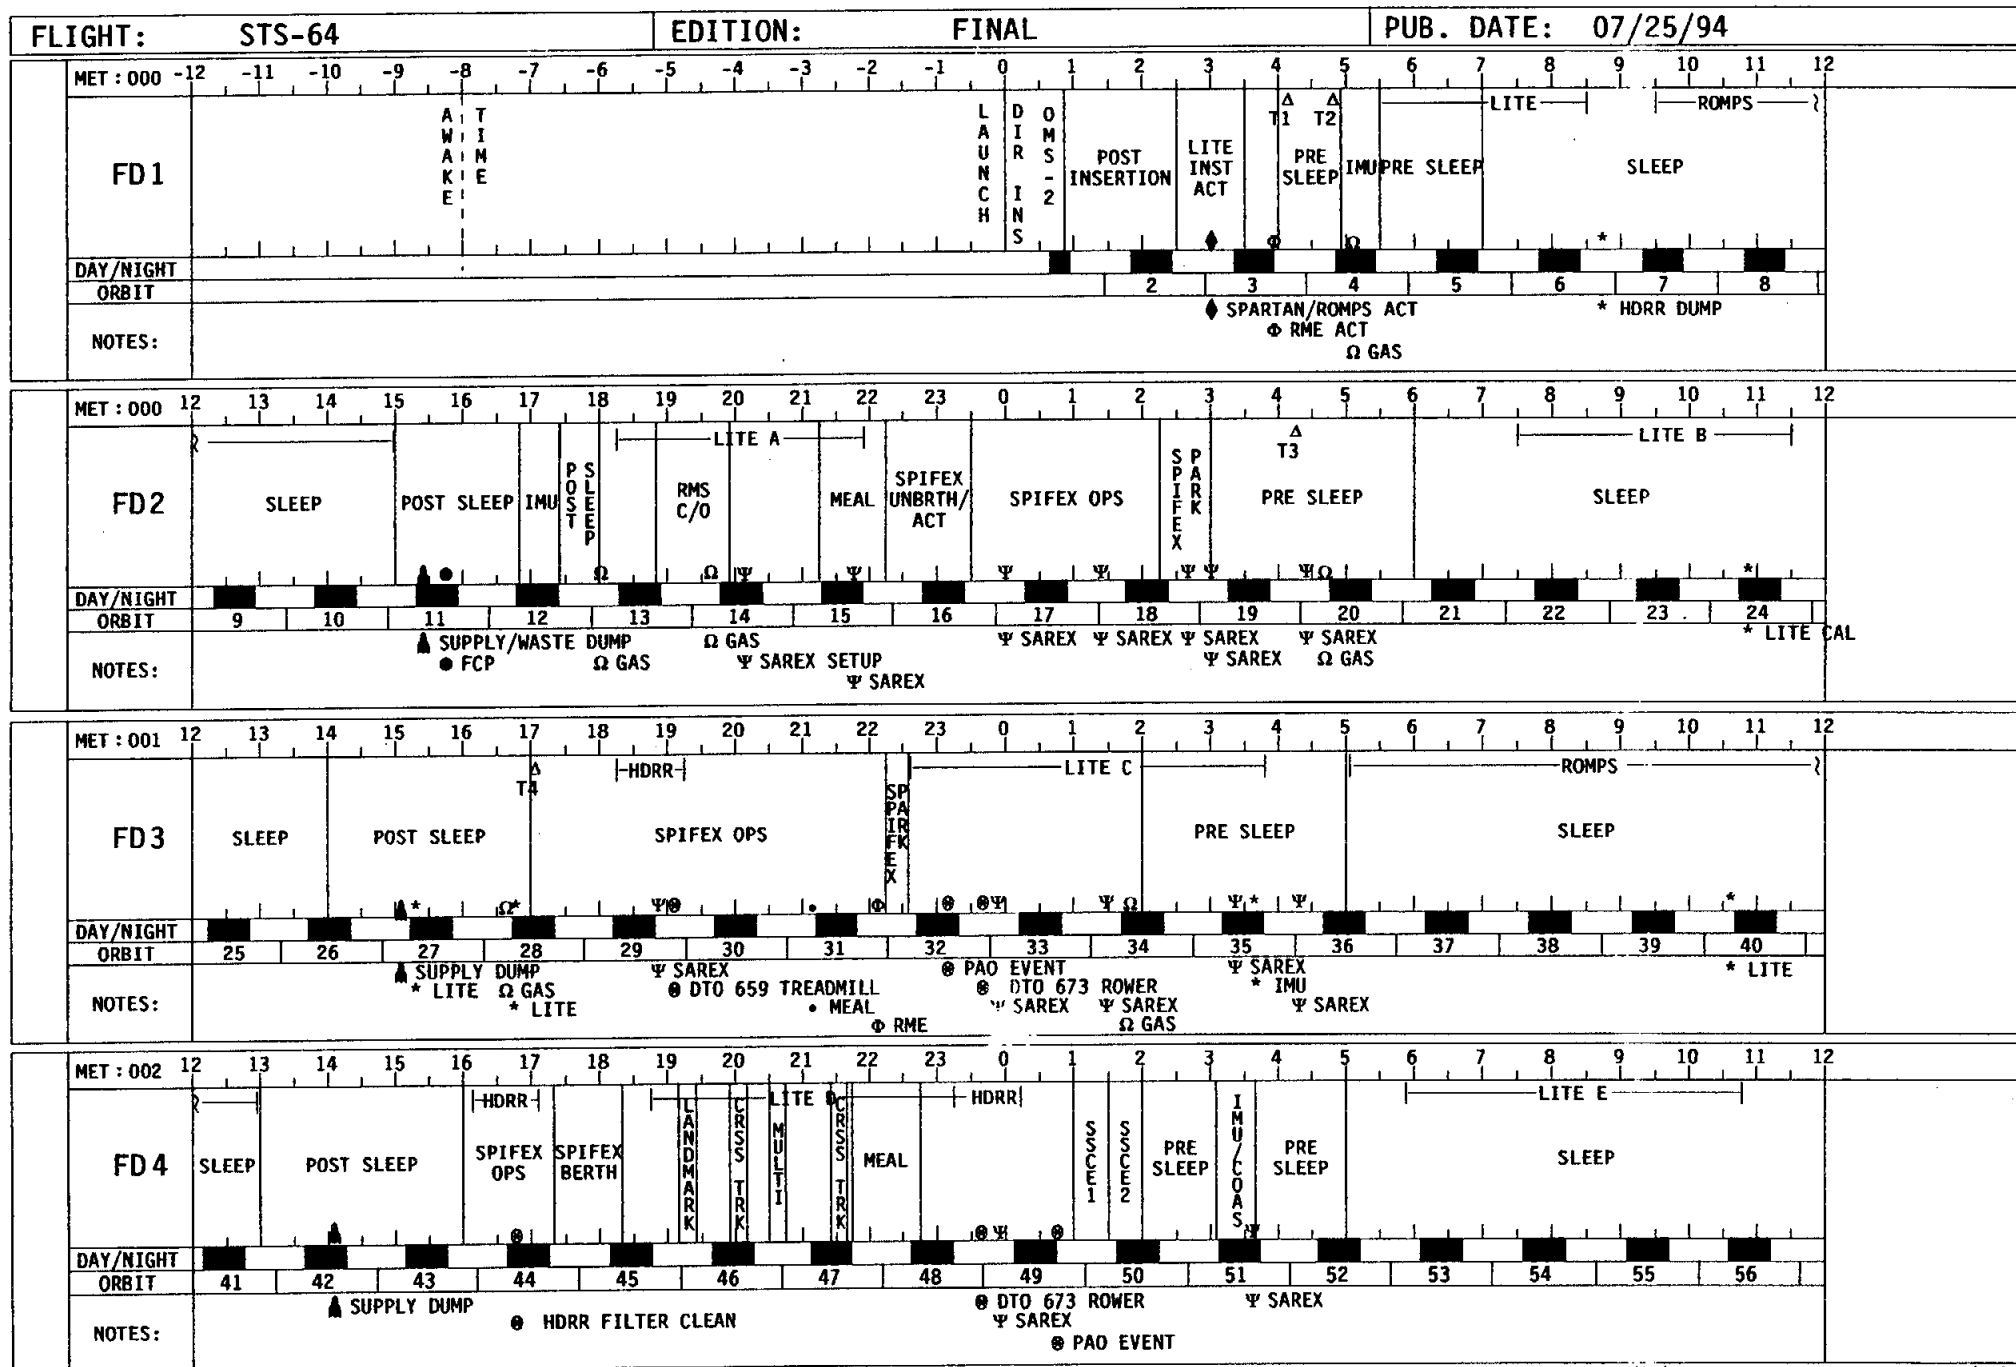 FLIGHT: STS-64 EDITION: FINAL PUB. DATE: 07/25/94
MET:000 -12 -11 -10 -9 -8 -7 -6 -5 -4 -3 -2 -1 0 1 2 3 4 5 6 7 8 9 10 11 12
LITE ROMPS
Δ T1 Δ T2
FD1
AWAKE TIME
LAUNCH
DIR INS
OMS-2
POST INSERTION
LITE INST ACT
PRE SLEEP
IMU
PRE SLEEP
SLEEP
♦ Φ Ω *
DAY/NIGHT
ORBIT 2 3 4 5 6 7 8
NOTES:
♦ SPARTAN/ROMPS ACT * HDRR DUMP
Φ RME ACT
Ω GAS
MET:000 12 13 14 15 16 17 18 19 20 21 22 23 0 1 2 3 4 5 6 7 8 9 10 11 12
LITE A Δ T3 LITE B
FD2
SLEEP
POST SLEEP
IMU
POST SLEEP
RMS C/O
MEAL
SPIFEX UNBRTH/ ACT
SPIFEX OPS
SPIFEX PARK
PRE SLEEP
SLEEP
● Ω Ω Ψ Ψ Ψ Ψ Ψ Ψ Ψ Ω *
DAY/NIGHT
ORBIT 9 10 11 12 13 14 15 16 17 18 19 20 21 22 23 24
NOTES:
SUPPLY/WASTE DUMP Ω GAS Ψ SAREX Ψ SAREX Ψ SAREX Ψ SAREX * LITE CAL
● FCP Ω GAS Ψ SAREX SETUP Ψ SAREX Ω GAS
Ψ SAREX
MET:001 12 13 14 15 16 17 18 19 20 21 22 23 0 1 2 3 4 5 6 7 8 9 10 11 12
Δ T4 HDRR LITE C ROMPS
FD3
SLEEP
POST SLEEP
SPIFEX OPS
SPIFEX PARK
PRE SLEEP
SLEEP
* Ω * Ψ ⊗ • Φ ⊗ ⊗ Ψ Ψ Ω Ψ * Ψ *
DAY/NIGHT
ORBIT 25 26 27 28 29 30 31 32 33 34 35 36 37 38 39 40
NOTES:
SUPPLY DUMP Ψ SAREX ⊗ PAO EVENT Ψ SAREX * LITE
* LITE Ω GAS ⊗ DTO 659 TREADMILL ⊗ DTO 673 ROWER * IMU
* LITE • MEAL Ψ SAREX Ψ SAREX Ψ SAREX
Φ RME Ω GAS
MET:002 12 13 14 15 16 17 18 19 20 21 22 23 0 1 2 3 4 5 6 7 8 9 10 11 12
HDRR LITE D HDRR LITE E
FD4
SLEEP
POST SLEEP
SPIFEX OPS
SPIFEX BERTH
LANDMARK
CRSS TRK
MULTI
CRSS TRK
MEAL
SSCE1
SSCE2
PRE SLEEP
IMU/COAS
PRE SLEEP
SLEEP
⊗ ⊗ Ψ ⊗ Ψ
DAY/NIGHT
ORBIT 41 42 43 44 45 46 47 48 49 50 51 52 53 54 55 56
NOTES:
SUPPLY DUMP ⊗ DTO 673 ROWER Ψ SAREX
⊗ HDRR FILTER CLEAN Ψ SAREX
⊗ PAO EVENT